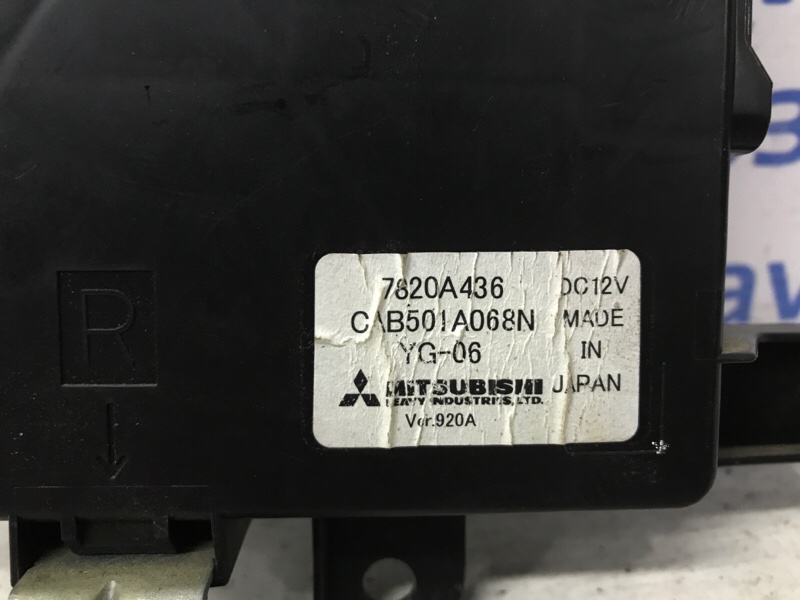 7820A436 DC12V
CAB501A068N MADE
YG-06 IN
MITSUBISHI JAPAN
HEAVY INDUSTRIES, LTD.
Ver.920A
R